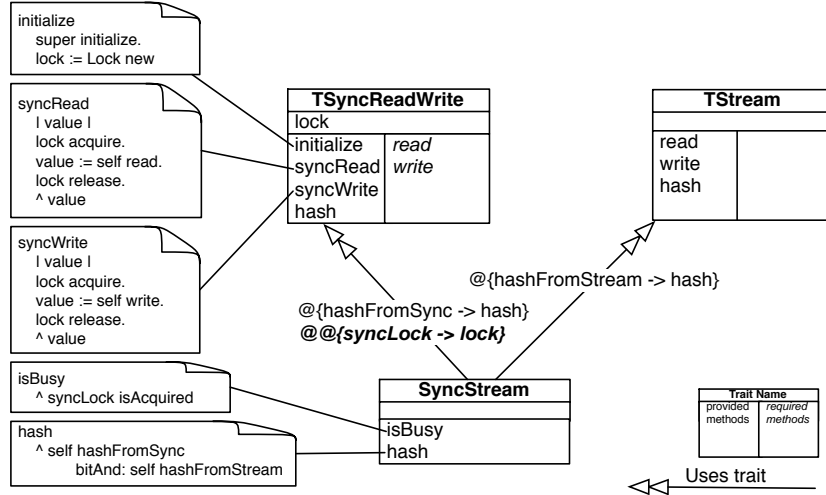 initialize
super initialize.
lock := Lock new
syncRead
| value |
lock acquire.
value := self read.
lock release.
^ value
syncWrite
| value |
lock acquire.
value := self write.
lock release.
^ value
isBusy
^ syncLock isAcquired
hash
^ self hashFromSync
bitAnd: self hashFromStream
TSyncReadWrite
lock
initialize
syncRead
syncWrite
hash
read
write
TStream
read
write
hash
@{hashFromSync -> hash}
@@{syncLock -> lock}
@{hashFromStream -> hash}
SyncStream
isBusy
hash
Trait Name
provided
methods
required
methods
Uses trait